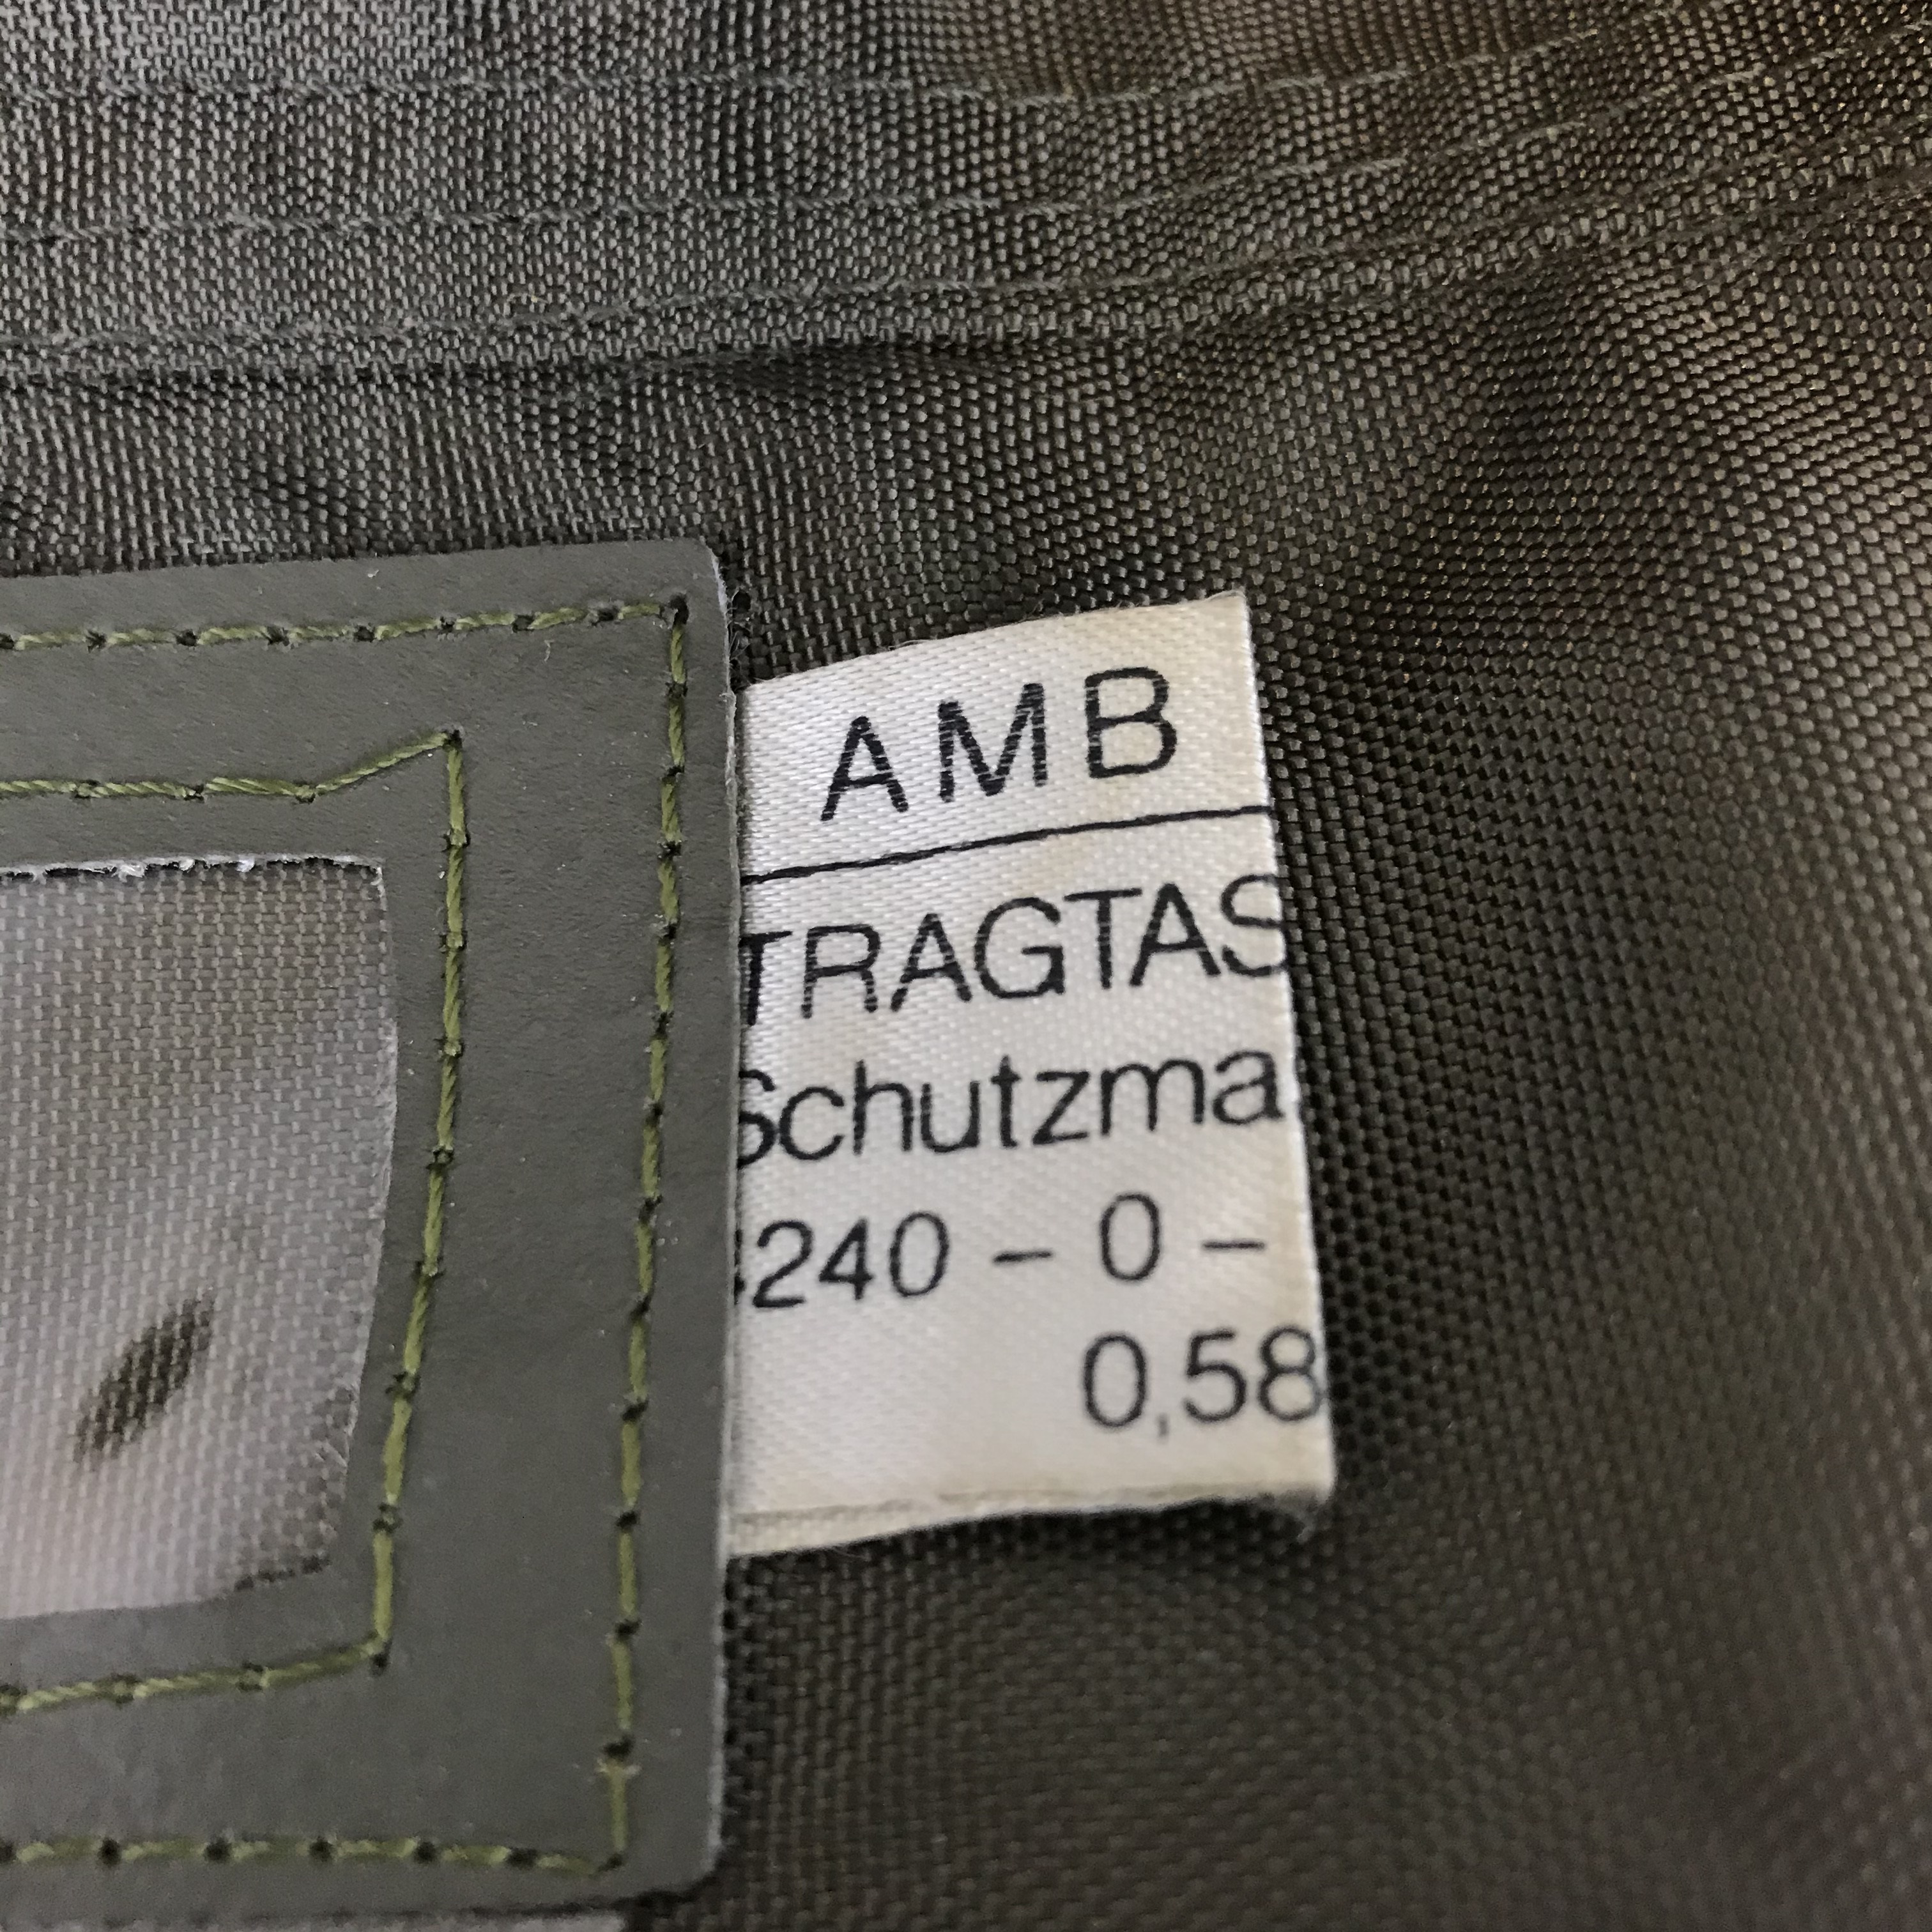 AMB
TRAGTAS
Schutzma
240 – 0 –
0,58